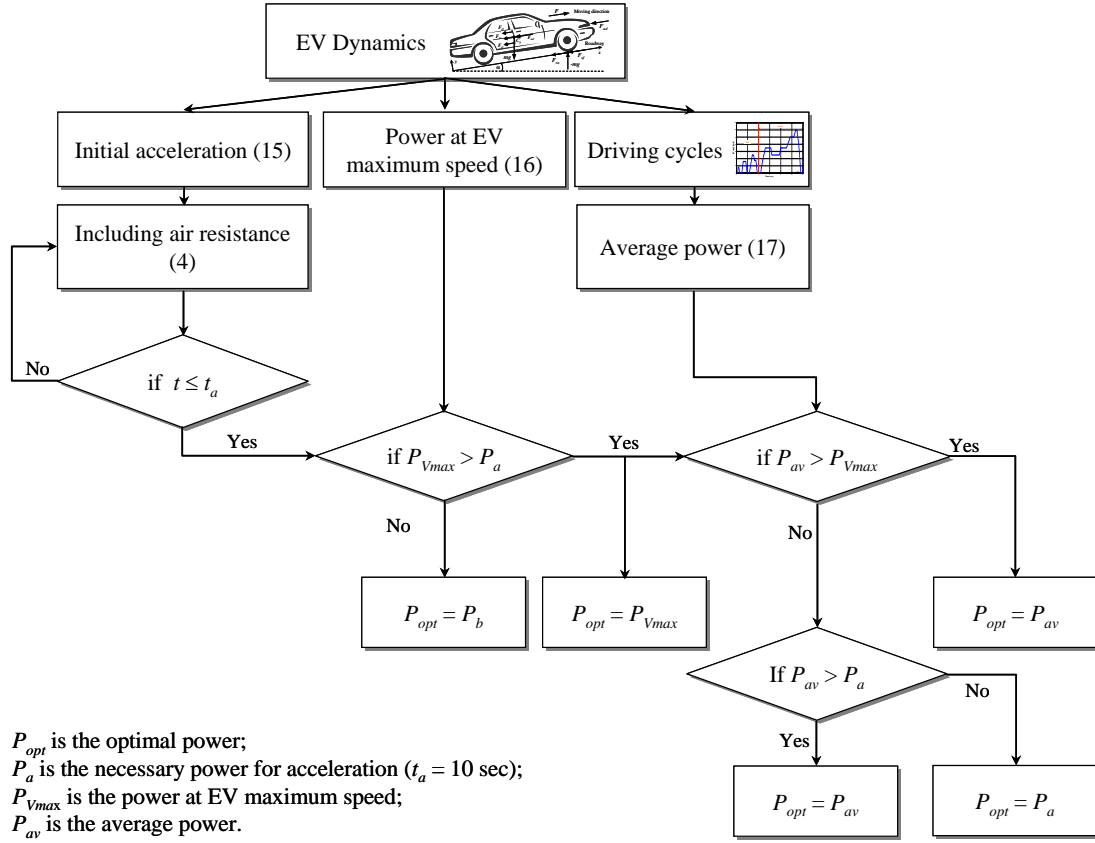 EV Dynamics
Moving direction
Roadway
Initial acceleration (15)
Power at EV
maximum speed (16)
Driving cycles
Including air resistance
(4)
Average power (17)
No
if t ≤ t_a
Yes
if P_Vmax > P_a
Yes
if P_av > P_Vmax
Yes
No
No
P_opt = P_b
P_opt = P_Vmax
P_opt = P_av
If P_av > P_a
No
Yes
P_opt = P_av
P_opt = P_a
P_opt is the optimal power;
P_a is the necessary power for acceleration (t_a = 10 sec);
P_Vmax is the power at EV maximum speed;
P_av is the average power.